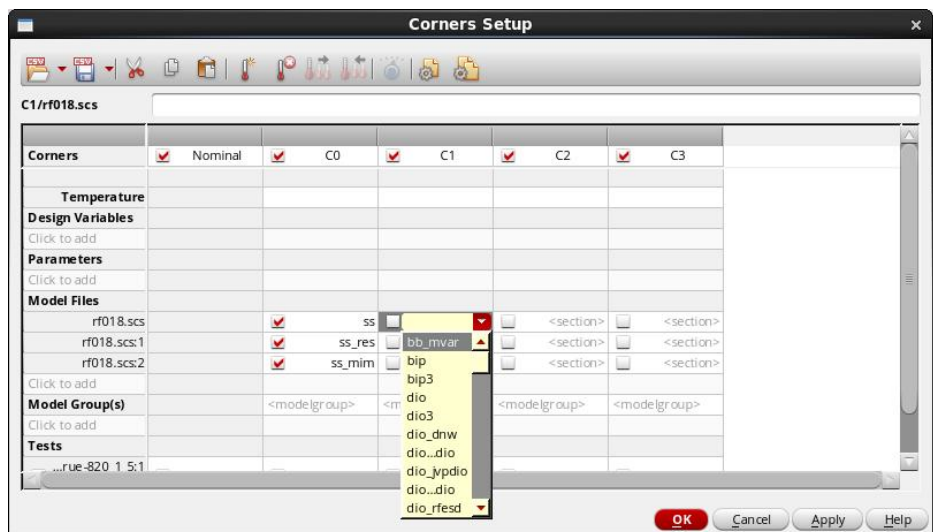 Corners Setup
C1/rf018.scs
Corners Nominal C0 C1 C2 C3
Temperature
Design Variables
Click to add
Parameters
Click to add
Model Files
rf018.scs ss <section> <section>
rf018.scs:1 ss_res bb_mvar <section> <section>
rf018.scs:2 ss_mim bip <section> <section>
Click to add bip3
Model Group(s) <modelgroup> <m dio <modelgroup> <modelgroup>
Click to add dio3
Tests dio_dnw
dio...dio
...rue-820_1_5:1 dio_jvpdio
dio...dio
dio_rfesd
OK Cancel Apply Help